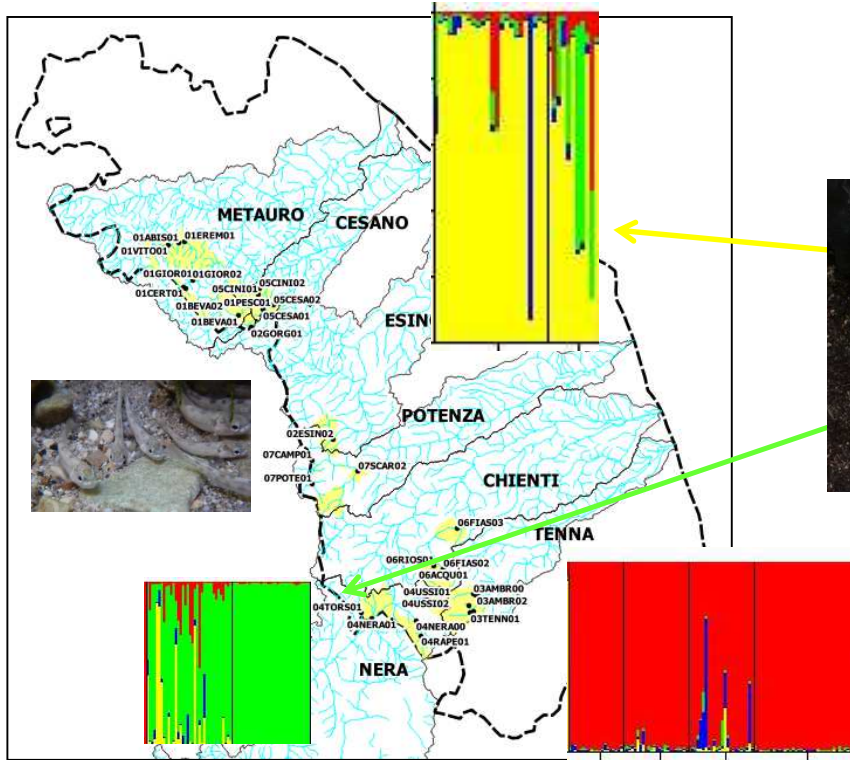 METAURO
CESANO
01ABIS01 01EREM01
01VITO01
01GIOR01 01GIOR02
05CINI02
01CERT01
05CINI01
01BEVA02 01PESC01 05CESA02
01BEVA01 05CESA01
02GORG01
ESINO
POTENZA
02ESIN02
07CAMP01
07SCAR02
07POTE01
CHIENTI
06FIAS03
TENNA
06RIOS01 06FIAS02
06ACQU01
04USSI01 03AMBR00
04TORS01 04USSI02 03AMBR02
04NERA01 04NERA00 03TENN01
04RAPE01
NERA